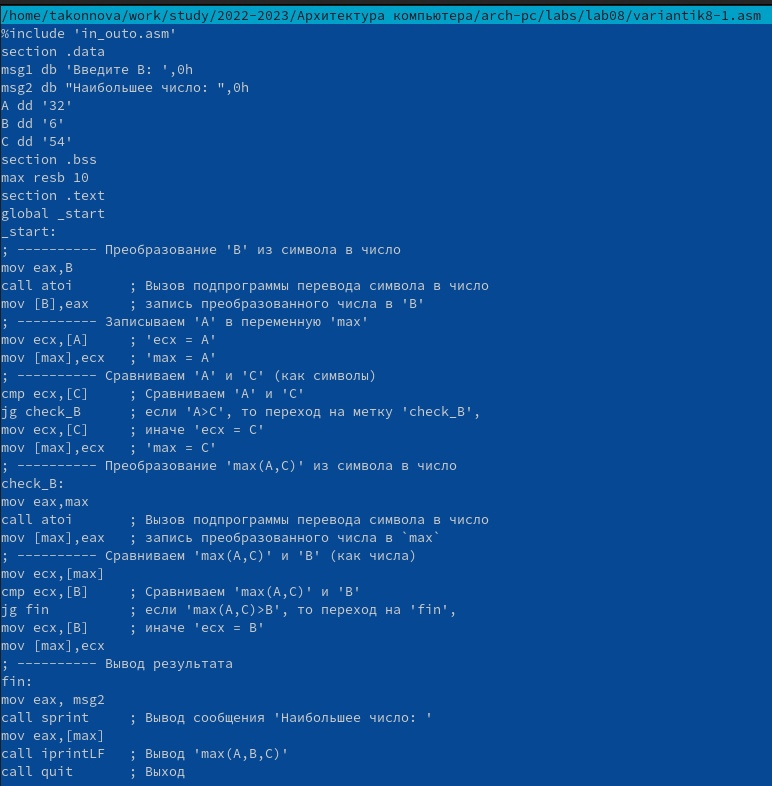 /home/takonnova/work/study/2022-2023/Архитектура компьютера/arch-pc/labs/lab08/variantik8-1.asm
%include 'in_outo.asm'
section .data
msg1 db 'Введите B: ',0h
msg2 db "Наибольшее число: ",0h
A dd '32'
B dd '6'
C dd '54'
section .bss
max resb 10
section .text
global _start
_start:
; ---------- Преобразование 'B' из символа в число
mov eax,B
call atoi       ; Вызов подпрограммы перевода символа в число
mov [B],eax     ; запись преобразованного числа в 'B'
; ---------- Записываем 'A' в переменную 'max'
mov ecx,[A]     ; 'ecx = A'
mov [max],ecx   ; 'max = A'
; ---------- Сравниваем 'A' и 'C' (как символы)
cmp ecx,[C]     ; Сравниваем 'A' и 'C'
jg check_B      ; если 'A>C', то переход на метку 'check_B',
mov ecx,[C]     ; иначе 'ecx = C'
mov [max],ecx   ; 'max = C'
; ---------- Преобразование 'max(A,C)' из символа в число
check_B:
mov eax,max
call atoi       ; Вызов подпрограммы перевода символа в число
mov [max],eax   ; запись преобразованного числа в `max`
; ---------- Сравниваем 'max(A,C)' и 'B' (как числа)
mov ecx,[max]
cmp ecx,[B]     ; Сравниваем 'max(A,C)' и 'B'
jg fin          ; если 'max(A,C)>B', то переход на 'fin',
mov ecx,[B]     ; иначе 'ecx = B'
mov [max],ecx
; ---------- Вывод результата
fin:
mov eax, msg2
call sprint     ; Вывод сообщения 'Наибольшее число: '
mov eax,[max]
call iprintLF   ; Вывод 'max(A,B,C)'
call quit       ; Выход